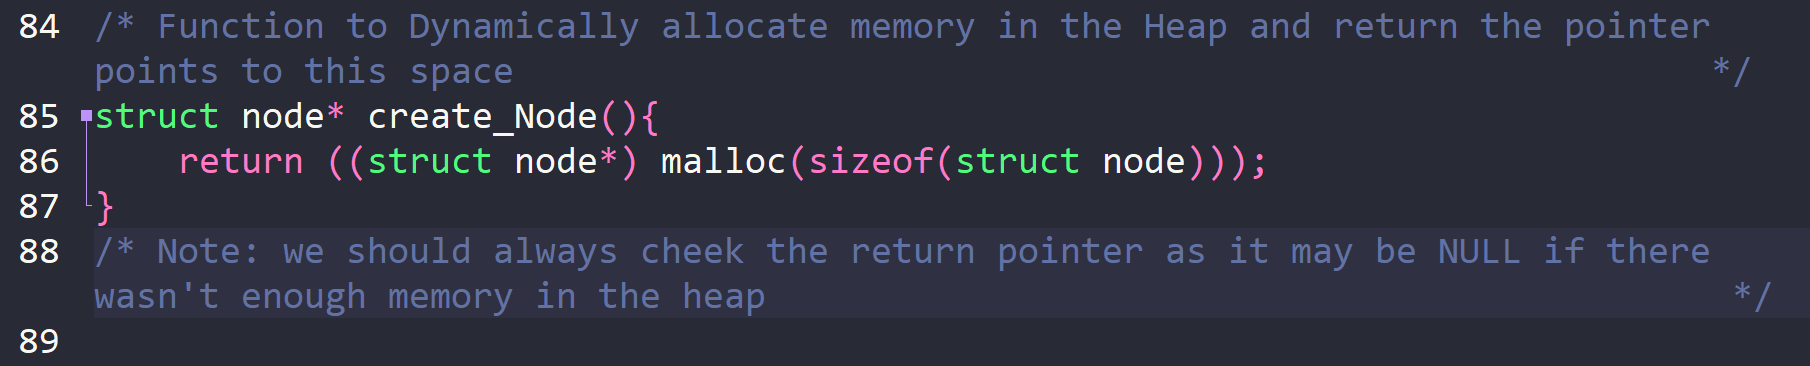 84 /* Function to Dynamically allocate memory in the Heap and return the pointer
points to this space */
85 struct node* create_Node(){
86 return ((struct node*) malloc(sizeof(struct node)));
87 }
88 /* Note: we should always cheek the return pointer as it may be NULL if there
wasn't enough memory in the heap */
89